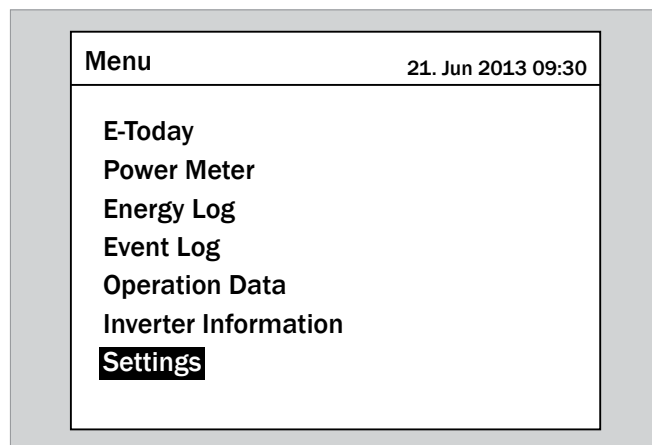 Menu
21. Jun 2013 09:30
E-Today
Power Meter
Energy Log
Event Log
Operation Data
Inverter Information
Settings